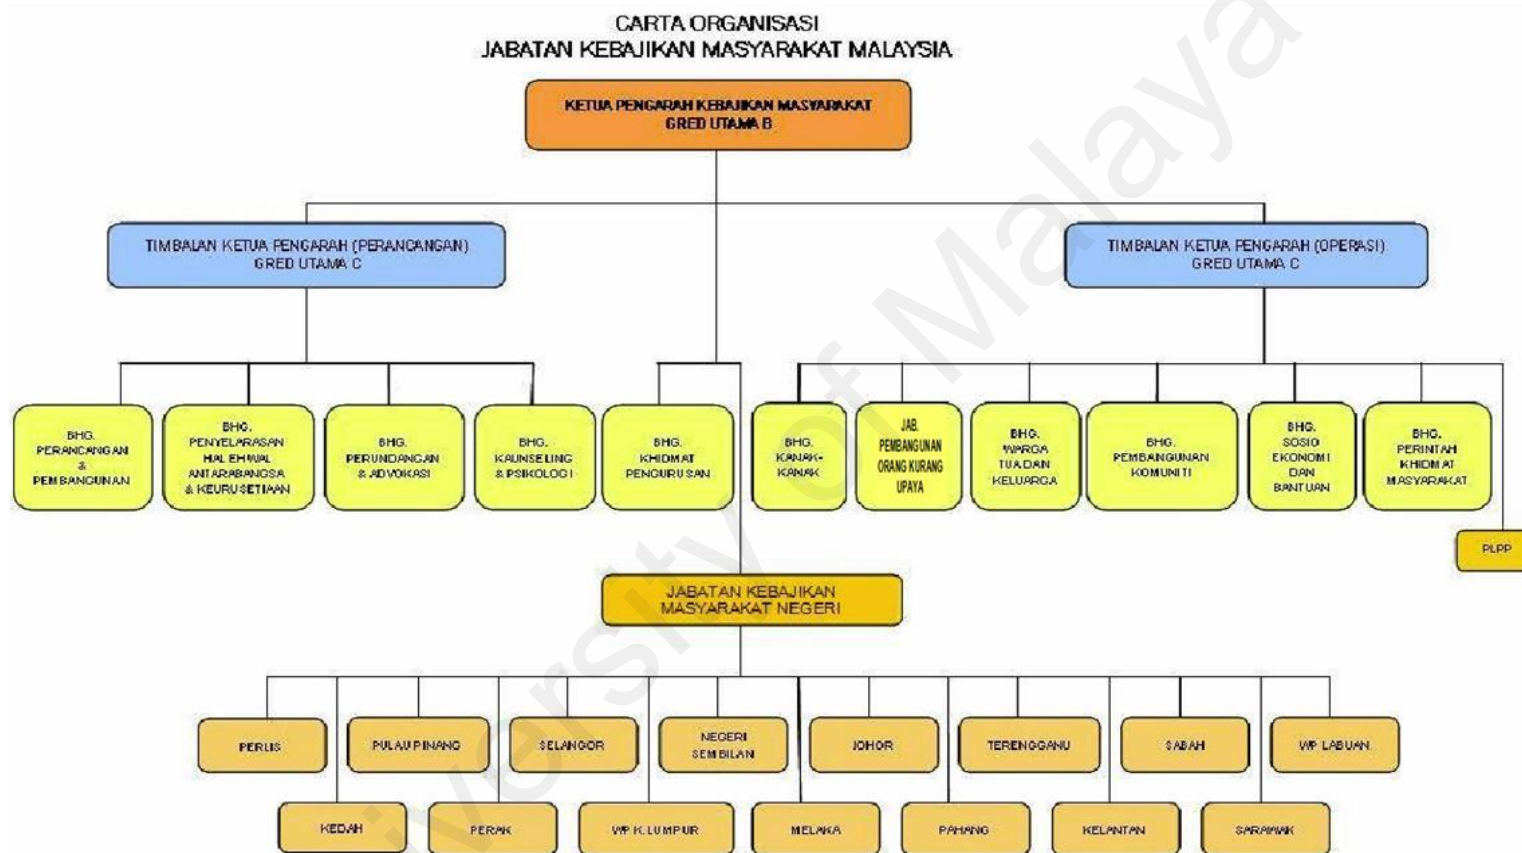 CARTA ORGANISASI
JABATAN KEBAJIKAN MASYARAKAT MALAYSIA
KETUA PENGARAH KEBAJIKAN MASYARAKAT
GRED UTAMA B
TIMBALAN KETUA PENGARAH (PERANCANGAN)
GRED UTAMA C
TIMBALAN KETUA PENGARAH (OPERASI)
GRED UTAMA C
BHG.
PERANCANGAN
&
PEMBANGUNAN
BHG.
PENYELARASAN
HAL EHWAL
ANTARABANGSA
& KEURUSETIAAN
BHG.
PERUNDANGAN
& ADVOKASI
BHG.
KAUNSELING
& PSIKOLOGI
BHG.
KHIDMAT
PENGURUSAN
BHG.
KANAK-
KANAK
JAB.
PEMBANGUNAN
ORANG KURANG
UPAYA
BHG.
WARGA
TUA DAN
KELUARGA
BHG.
PEMBANGUNAN
KOMUNITI
BHG.
SOSIO
EKONOMI
DAN
BANTUAN
BHG.
PERINTAH
KHIDMAT
MASYARAKAT
PLPP
JABATAN KEBAJIKAN
MASYARAKAT NEGERI
PERLIS
PULAU PINANG
SELANGOR
NEGERI
SEMBILAN
JOHOR
TERENGGANU
SABAH
WP LABUAN
KEDAH
PERAK
WP K. LUMPUR
MELAKA
PAHANG
KELANTAN
SARAWAK
University of Malaya